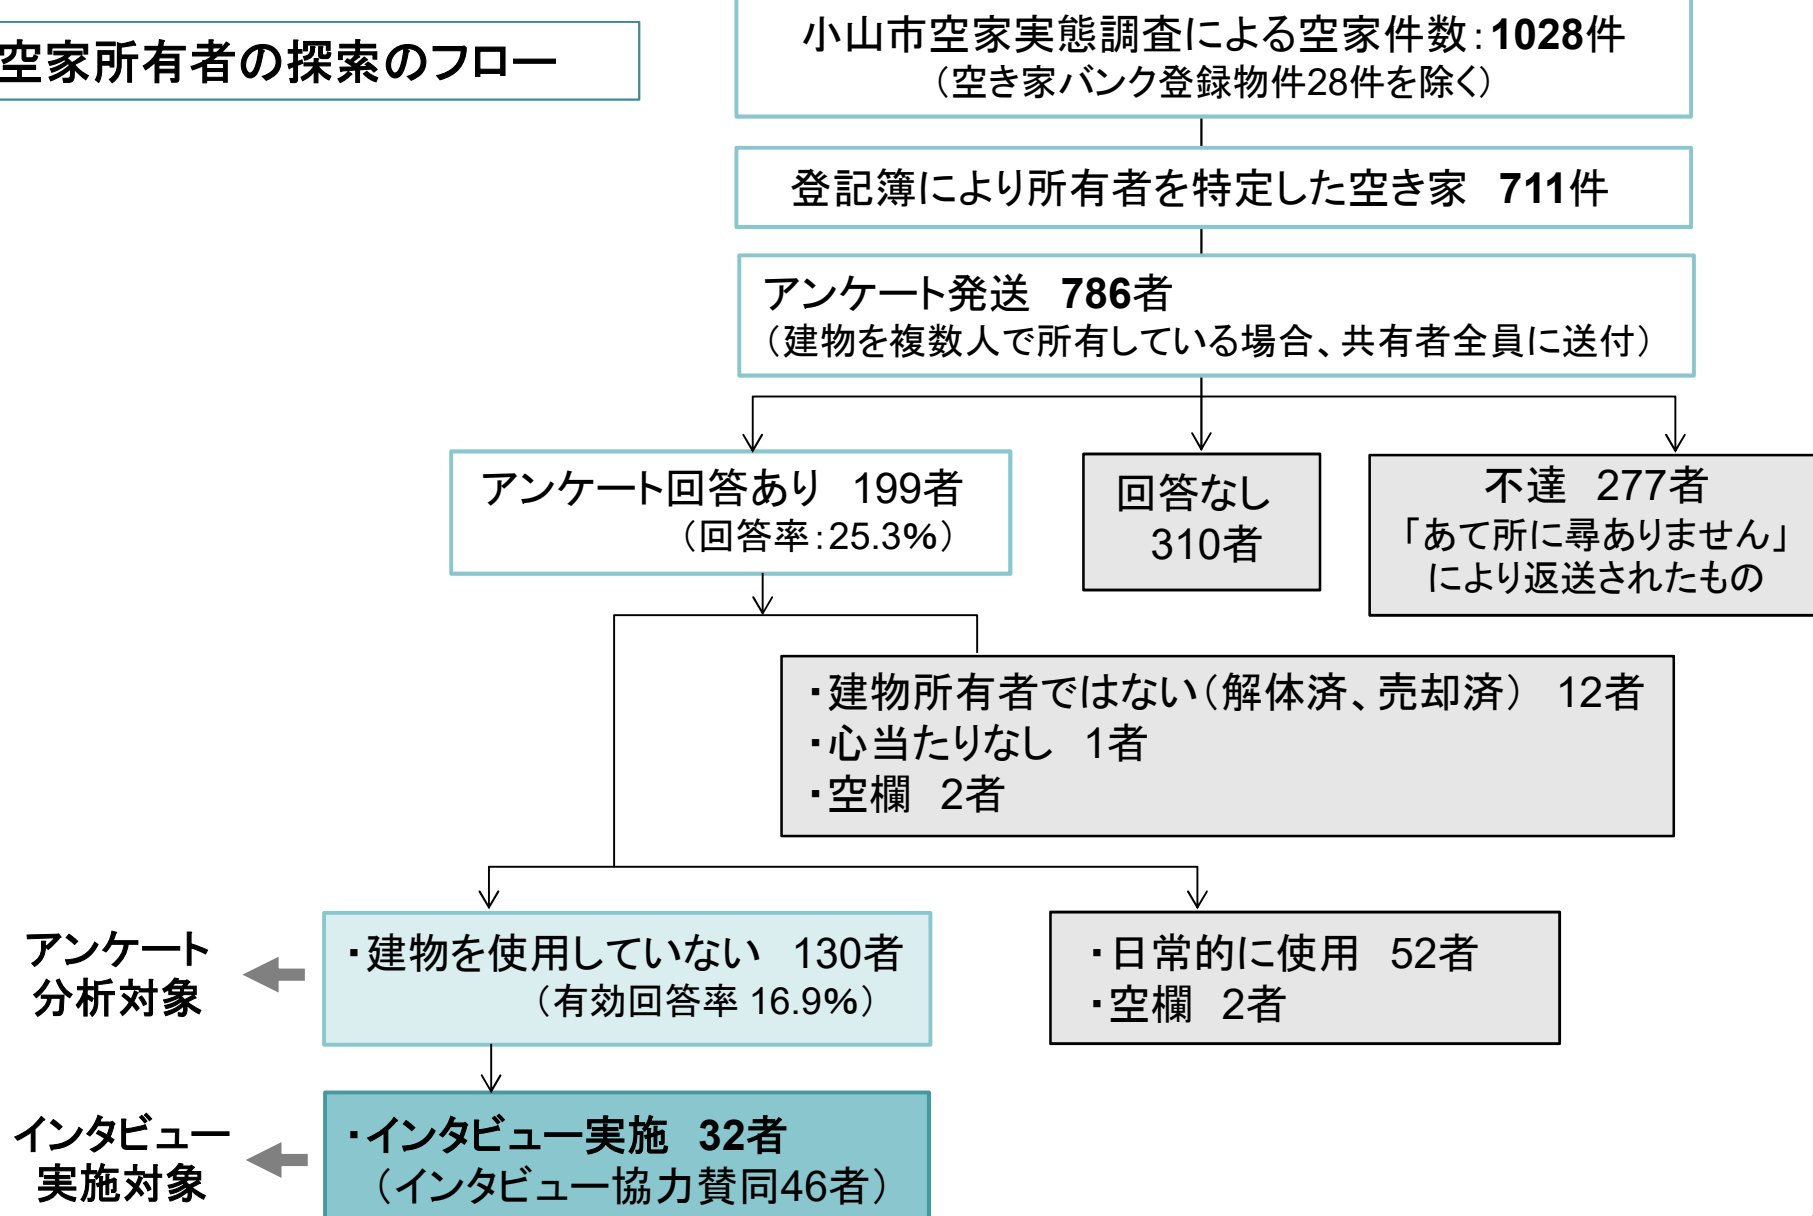 空家所有者の探索のフロー
小山市空家実態調査による空家件数：1028件
（空き家バンク登録物件28件を除く）
登記簿により所有者を特定した空き家　711件
アンケート発送　786者
（建物を複数人で所有している場合、共有者全員に送付）
アンケート回答あり　199者
（回答率：25.3%）
回答なし
310者
不達　277者
「あて所に尋ありません」
により返送されたもの
・建物所有者ではない（解体済、売却済）　12者
・心当たりなし　1者
・空欄　2者
アンケート
分析対象
・建物を使用していない　130者
（有効回答率 16.9%）
・日常的に使用　52者
・空欄　2者
インタビュー
実施対象
・インタビュー実施　32者
（インタビュー協力賛同46者）